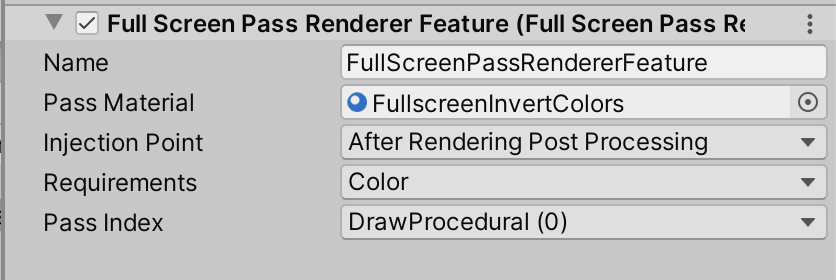 Full Screen Pass Renderer Feature (Full Screen Pass Re
Name FullScreenPassRendererFeature
Pass Material FullscreenInvertColors
Injection Point After Rendering Post Processing
Requirements Color
Pass Index DrawProcedural (0)